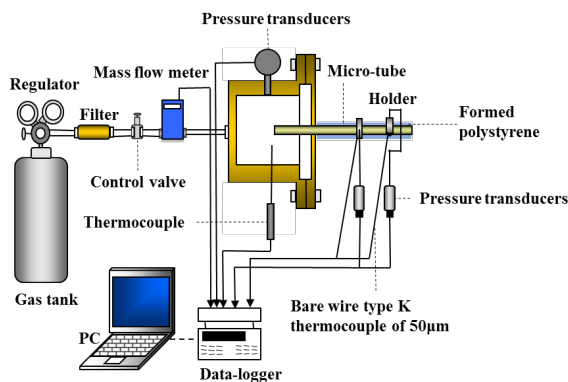 Pressure transducers
Mass flow meter
Micro-tube
Regulator
Holder
Filter
Formed
polystyrene
Control valve
Thermocouple
Pressure transducers
Gas tank
Bare wire type K
thermocouple of 50µm
PC
Data-logger